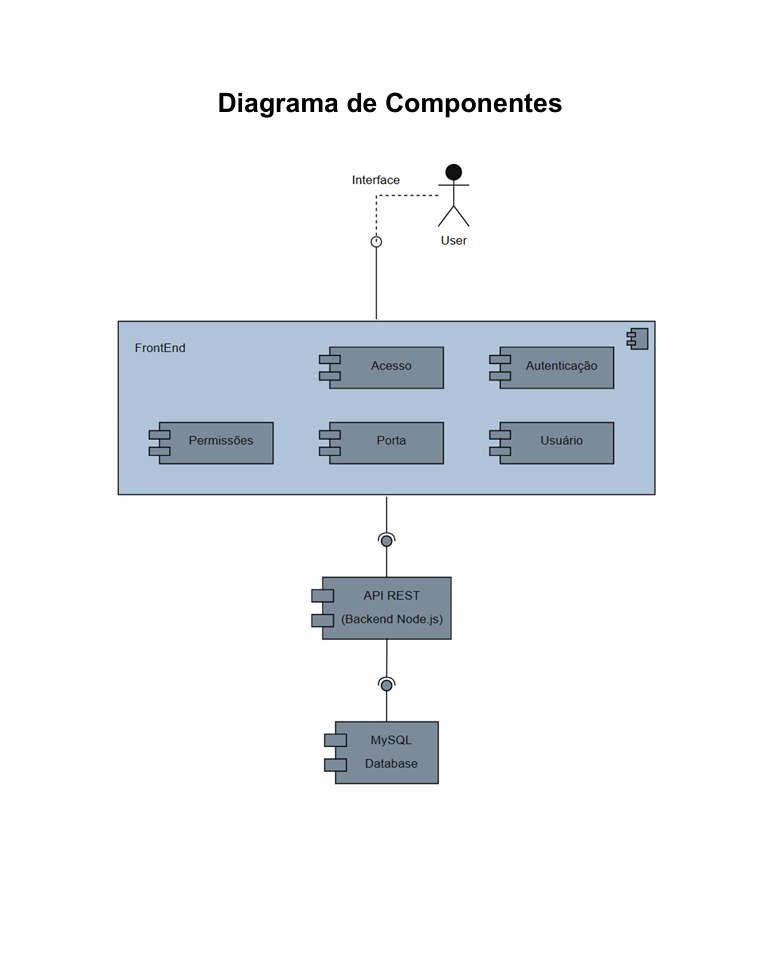 Diagrama de Componentes
Interface
User
FrontEnd
Acesso
Autenticação
Permissões
Porta
Usuário
API REST
(Backend Node.js)
MySQL
Database